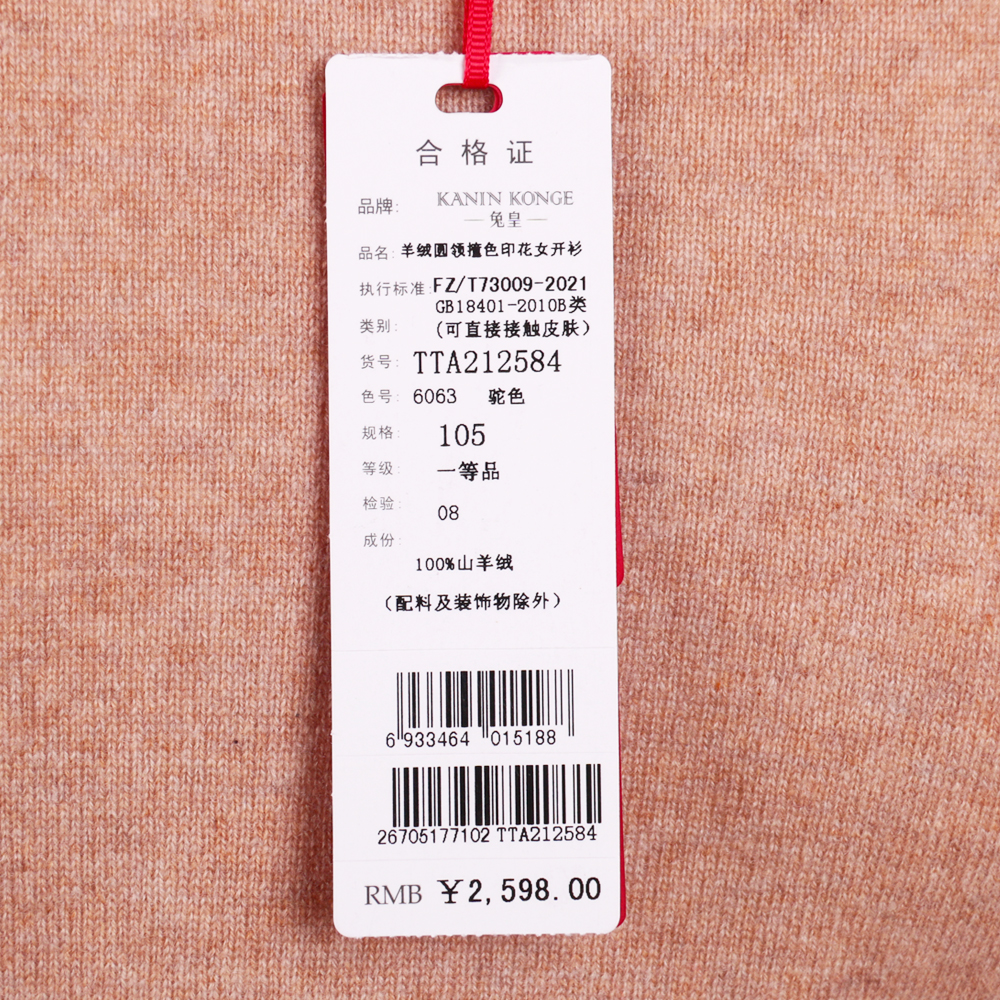 合格证
品牌: KANIN KONGE
兔皇
品名: 羊绒圆领撞色印花女开衫
执行标准: FZ/T73009-2021
GB18401-2010B类
类别: (可直接接触皮肤)
货号: TTA212584
色号: 6063 驼色
规格: 105
等级: 一等品
检验: 08
成份:
100%山羊绒
(配料及装饰物除外)
6 933464 015188
26705177102 TTA212584
RMB ¥2,598.00